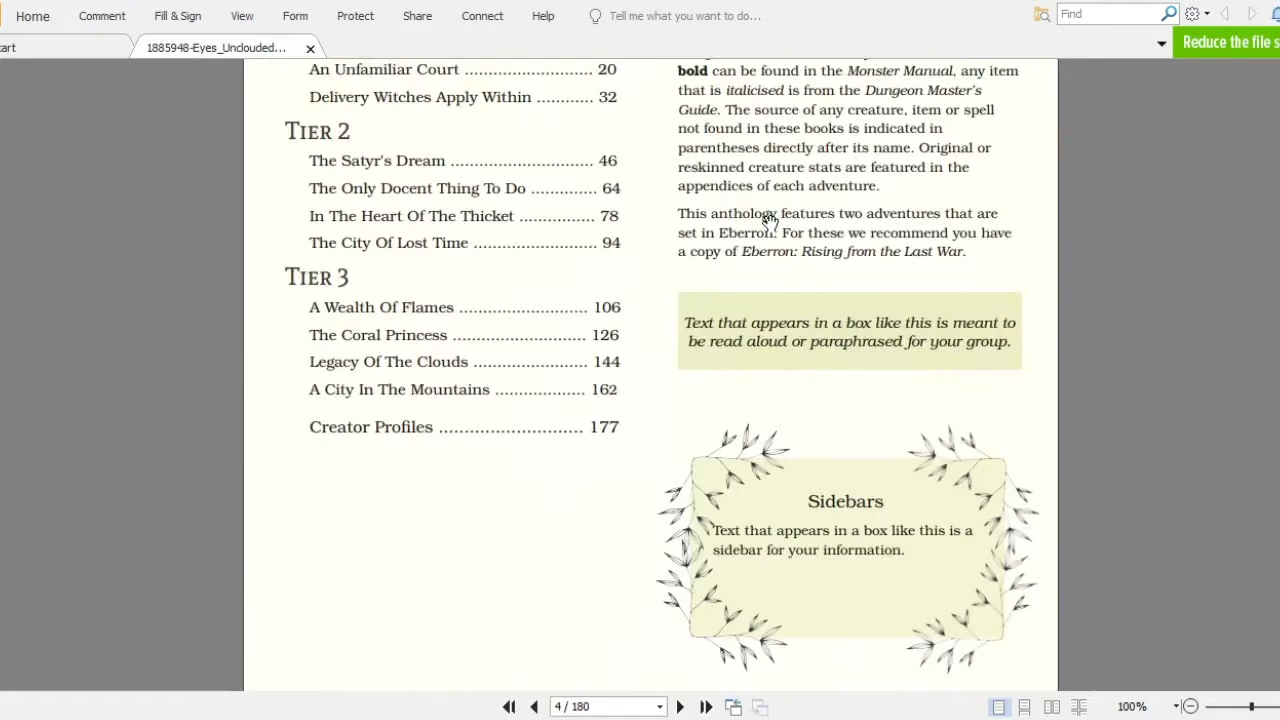 Home Comment Fill & Sign View Form Protect Share Connect Help Tell me what you want to do... Find
1885948-Eyes_Unclouded... Reduce the file s
An Unfamiliar Court ......................... 20
Delivery Witches Apply Within ............ 32
Tier 2
The Satyr's Dream ............................ 46
The Only Docent Thing To Do ............. 64
In The Heart Of The Thicket ............... 78
The City Of Lost Time ........................ 94
Tier 3
A Wealth Of Flames ......................... 106
The Coral Princess .......................... 126
Legacy Of The Clouds ...................... 144
A City In The Mountains .................. 162
Creator Profiles ............................ 177
bold can be found in the Monster Manual, any item
that is italicised is from the Dungeon Master's
Guide. The source of any creature, item or spell
not found in these books is indicated in
parentheses directly after its name. Original or
reskinned creature stats are featured in the
appendices of each adventure.
This anthology features two adventures that are
set in Eberron. For these we recommend you have
a copy of Eberron: Rising from the Last War.
Text that appears in a box like this is meant to
be read aloud or paraphrased for your group.
Sidebars
Text that appears in a box like this is a
sidebar for your information.
4 / 180 100%